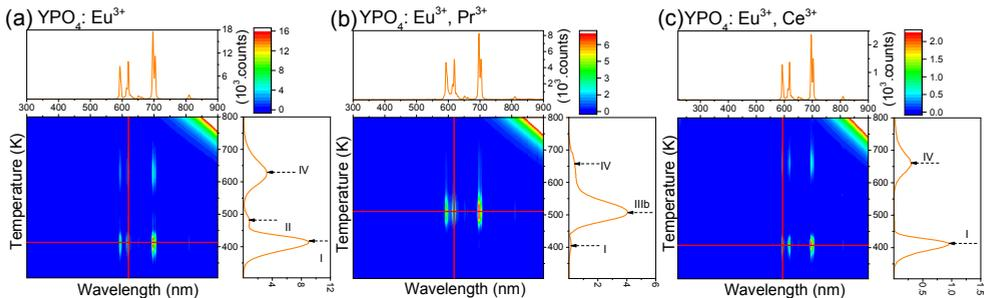 (a) YPO₄: Eu³⁺
18
12
6
0
300 400 500 600 700 800 900
16
12
8
4
0
(10³.counts)
Temperature (K)
800
700
600
500
400
IV
II
I
4 8 12
Wavelength (nm)
(b) YPO₄: Eu³⁺, Pr³⁺
8
6
4
2
0
300 400 500 600 700 800 900
6
4
2
0
(10³.counts)
Temperature (K)
800
700
600
500
400
IV
IIIb
I
0 2 4 6
Wavelength (nm)
(c) YPO₄: Eu³⁺, Ce³⁺
2
1
0
300 400 500 600 700 800 900
2.0
1.5
1.0
0.5
0.0
(10³.counts)
Temperature (K)
800
700
600
500
400
IV
I
0.5 1.0 1.5
Wavelength (nm)